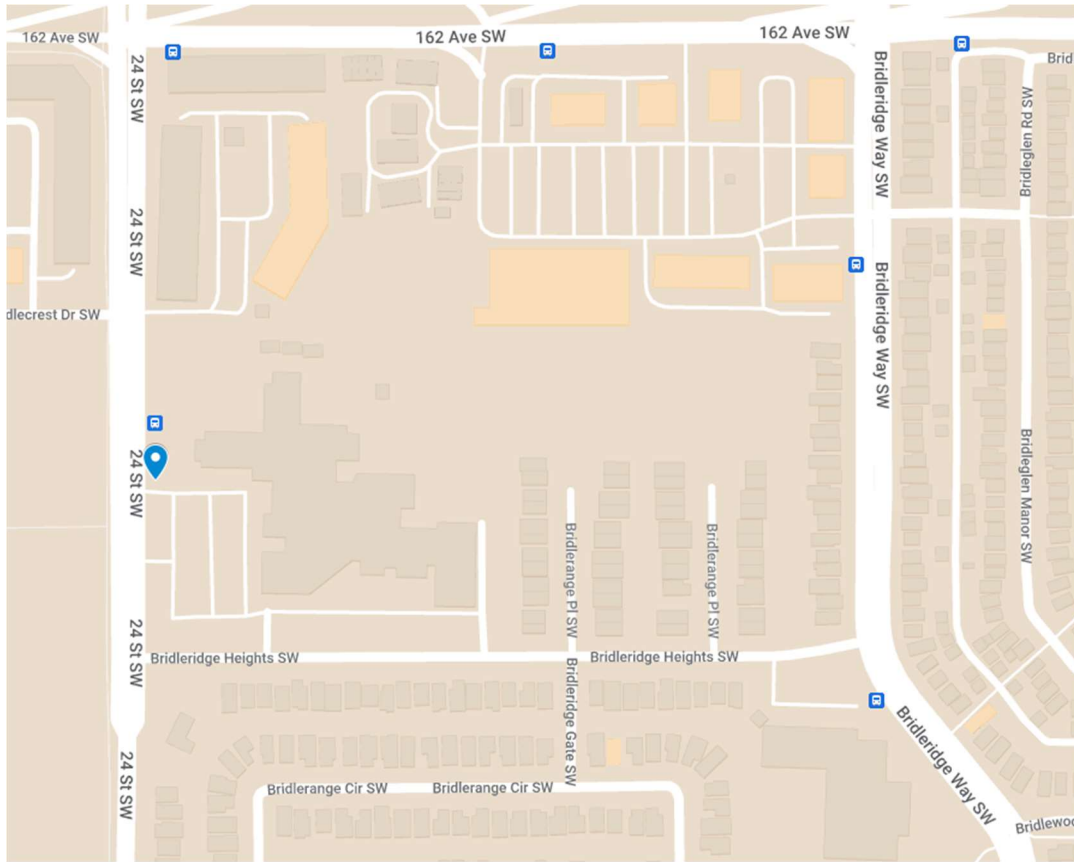 162 Ave SW
162 Ave SW
162 Ave SW
Brid
24 St SW
Bridleridge Way SW
Bridleglen Rd SW
24 St SW
Bridleridge Way SW
dlecrest Dr SW
24 St SW
Bridleglen Manor SW
Bridlerange Pl SW
Bridlerange Pl SW
24 St SW
Bridleridge Heights SW
Bridleridge Heights SW
Bridleridge Gate SW
24 St SW
Bridleridge Way SW
Bridlerange Cir SW
Bridlerange Cir SW
Bridlewoo